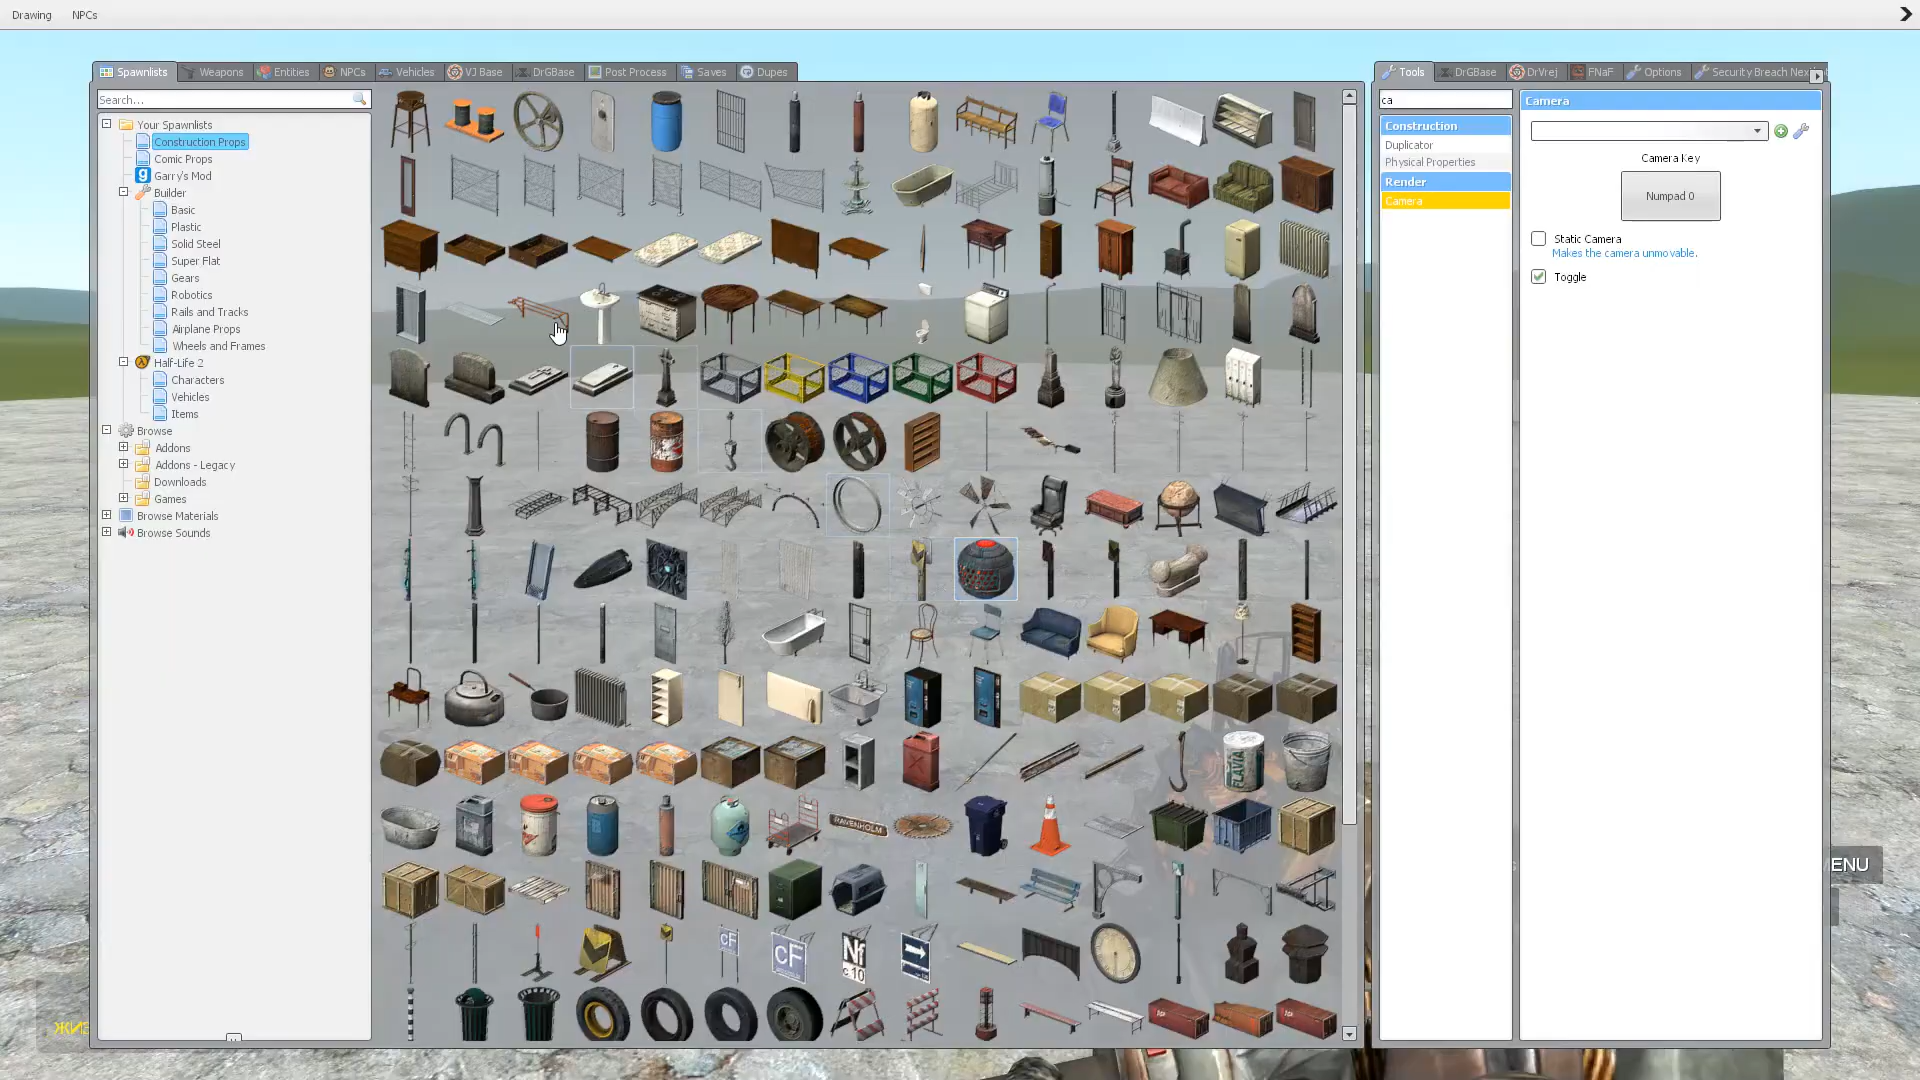 Drawing NPCs
Spawnlists Weapons Entities NPCs Vehicles VJ Base DrGBase Post Process Saves Dupes
Search...
Your Spawnlists
Construction Props
Comic Props
Garry's Mod
Builder
Basic
Plastic
Solid Steel
Super Flat
Gears
Robotics
Rails and Tracks
Airplane Props
Wheels and Frames
Half-Life 2
Characters
Vehicles
Items
Browse
Addons
Addons - Legacy
Downloads
Games
Browse Materials
Browse Sounds
RAVENHOLM
cF
cF
Nf
c 10
Tools DrGBase DrVrej FNaF Options Security Breach Nex
ca
Construction
Duplicator
Physical Properties
Render
Camera
Camera
Camera Key
Numpad 0
Static Camera
Makes the camera unmovable.
Toggle
ENU
ЖИЗ